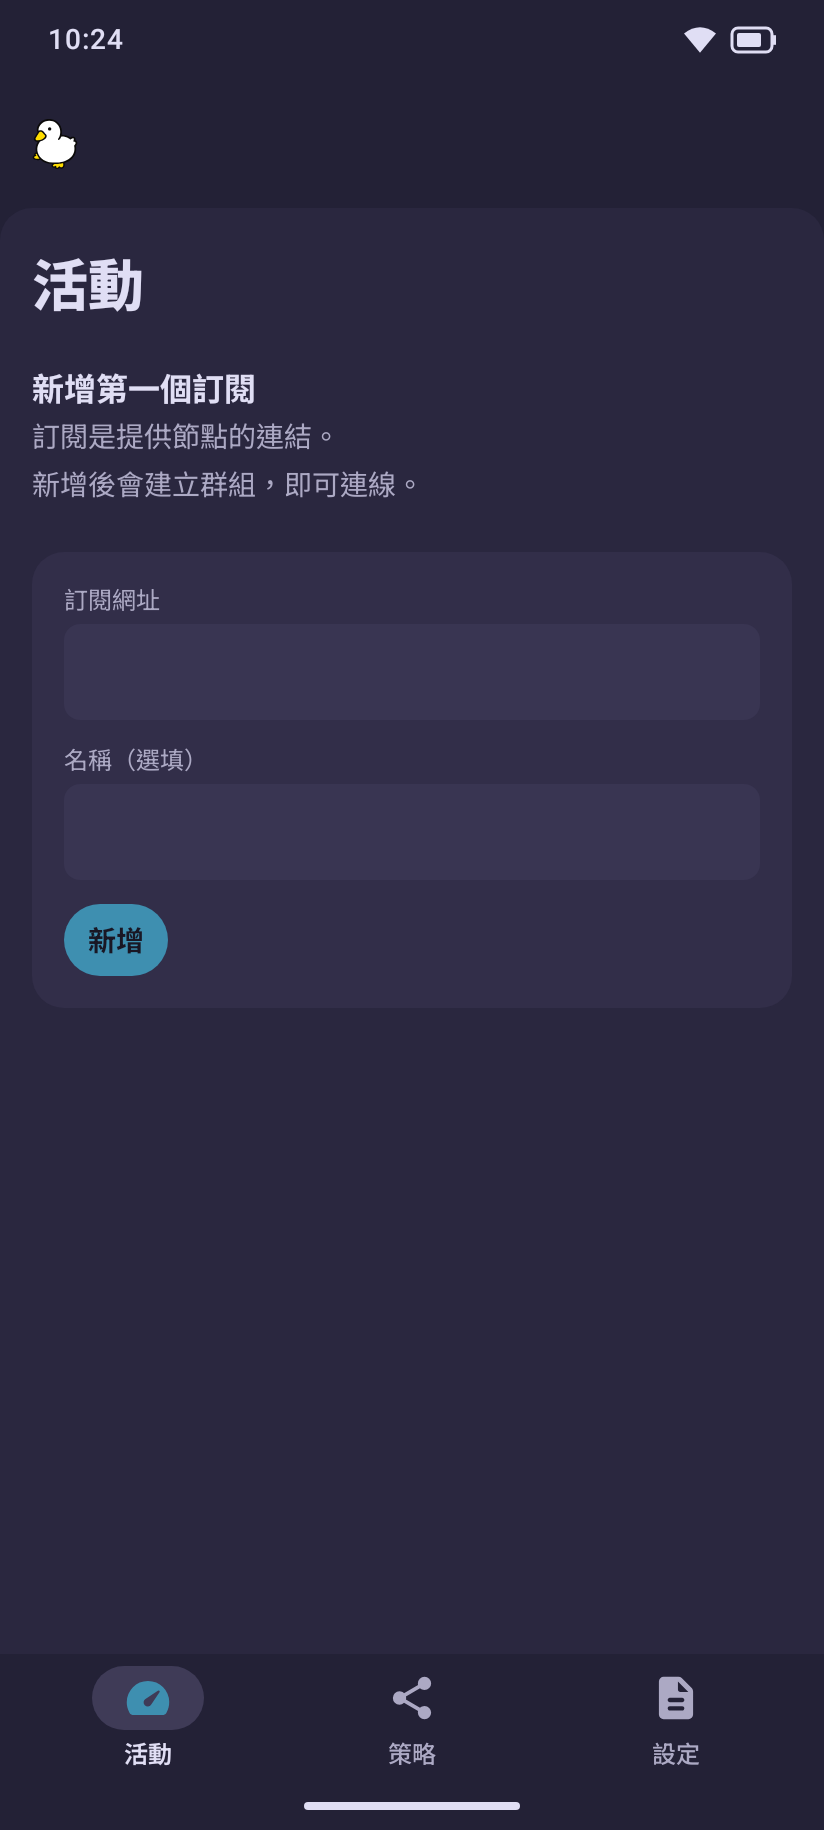 10:24
活動
新增第一個訂閱
訂閱是提供節點的連結。
新增後會建立群組，即可連線。
訂閱網址
名稱（選填）
新增
活動
策略
設定